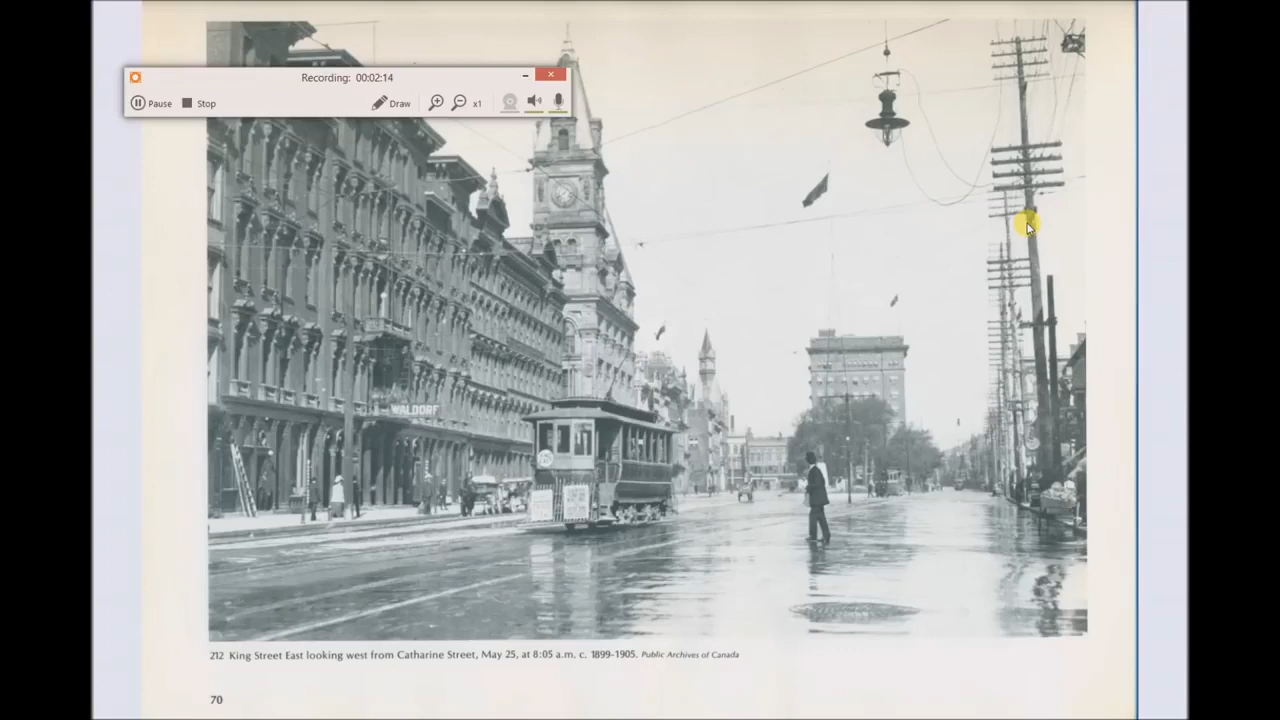 Recording: 00:02:14
Pause Stop Draw x1
WALDORF
212 King Street East looking west from Catharine Street, May 25, at 8:05 a.m. c. 1899-1905. Public Archives of Canada
70